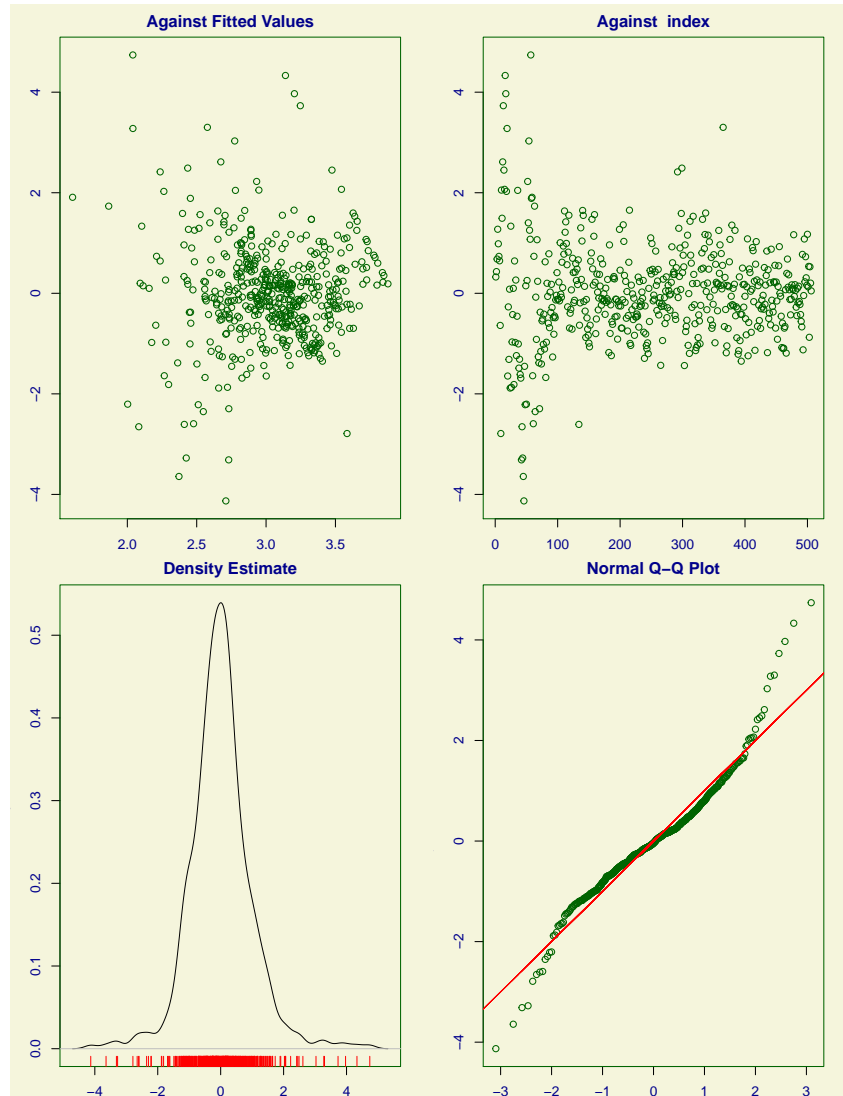 Against Fitted Values
4
2
0
−2
−4
2.0 2.5 3.0 3.5
Against index
4
2
0
−2
−4
0 100 200 300 400 500
Density Estimate
0.5
0.4
0.3
0.2
0.1
0.0
−4 −2 0 2 4
Normal Q−Q Plot
4
2
0
−2
−4
−3 −2 −1 0 1 2 3